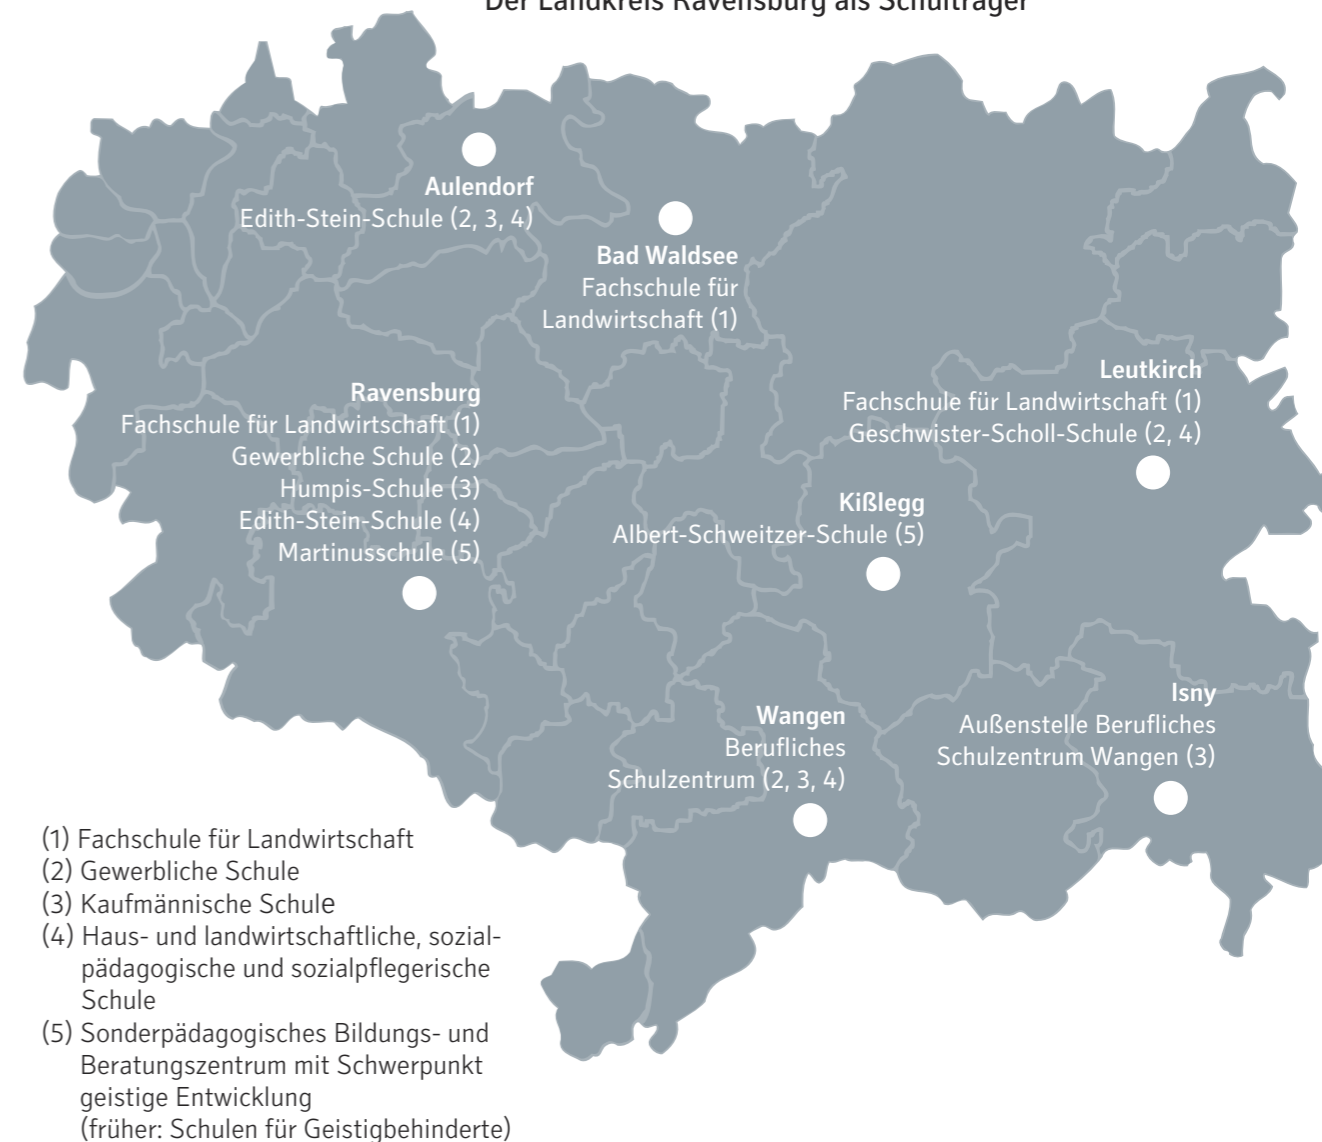 Der Landkreis Ravensburg als Schulträger
Aulendorf
Edith-Stein-Schule (2, 3, 4)
Bad Waldsee
Fachschule für
Landwirtschaft (1)
Leutkirch
Fachschule für Landwirtschaft (1)
Geschwister-Scholl-Schule (2, 4)
Ravensburg
Fachschule für Landwirtschaft (1)
Gewerbliche Schule (2)
Humpis-Schule (3)
Edith-Stein-Schule (4)
Martinusschule (5)
Kißlegg
Albert-Schweitzer-Schule (5)
Isny
Außenstelle Berufliches
Schulzentrum Wangen (3)
Wangen
Berufliches
Schulzentrum (2, 3, 4)
(1) Fachschule für Landwirtschaft
(2) Gewerbliche Schule
(3) Kaufmännische Schule
(4) Haus- und landwirtschaftliche, sozial-
pädagogische und sozialpflegerische
Schule
(5) Sonderpädagogisches Bildungs- und
Beratungszentrum mit Schwerpunkt
geistige Entwicklung
(früher: Schulen für Geistigbehinderte)